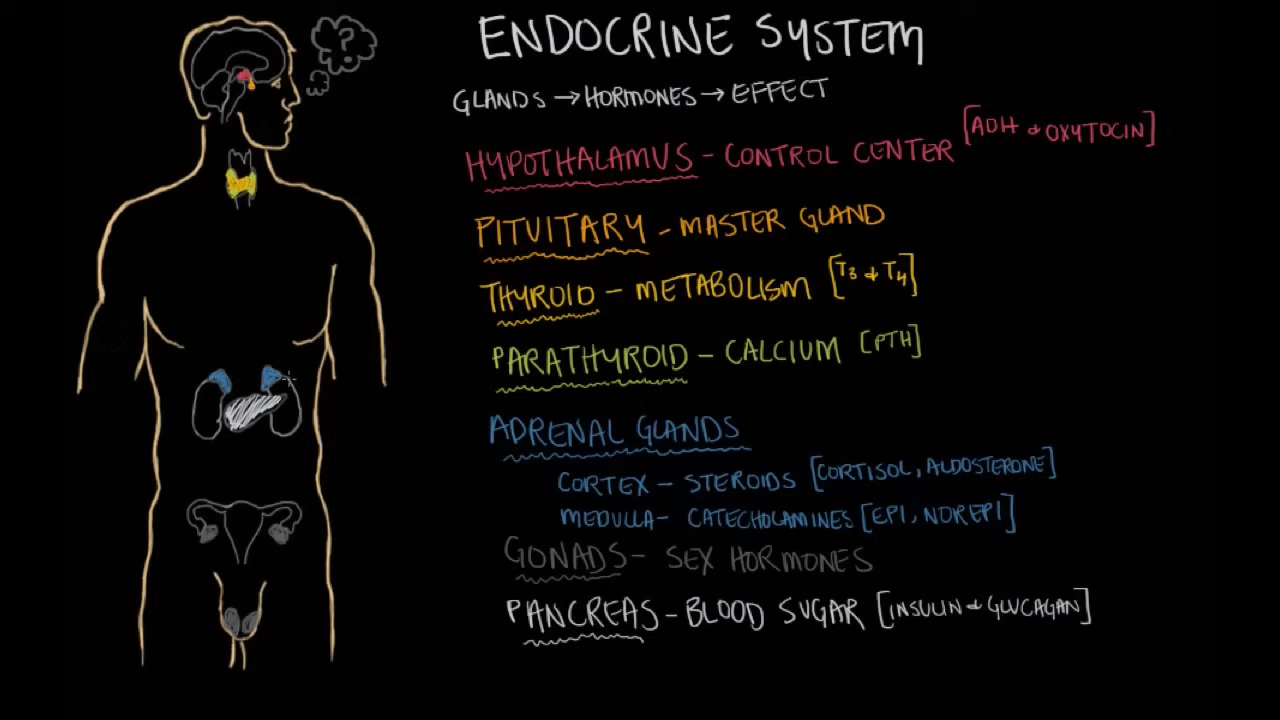 ?
ENDOCRINE SYSTEM
GLANDS → HORMONES → EFFECT
HYPOTHALAMUS - CONTROL CENTER [ADH & OXYTOCIN]
PITUITARY - MASTER GLAND
THYROID - METABOLISM [T3 & T4]
PARATHYROID - CALCIUM [PTH]
ADRENAL GLANDS
CORTEX - STEROIDS [CORTISOL, ALDOSTERONE]
MEDULLA - CATECHOLAMINES [EPI, NOREPI]
GONADS - SEX HORMONES
PANCREAS - BLOOD SUGAR [INSULIN & GLUCAGAN]